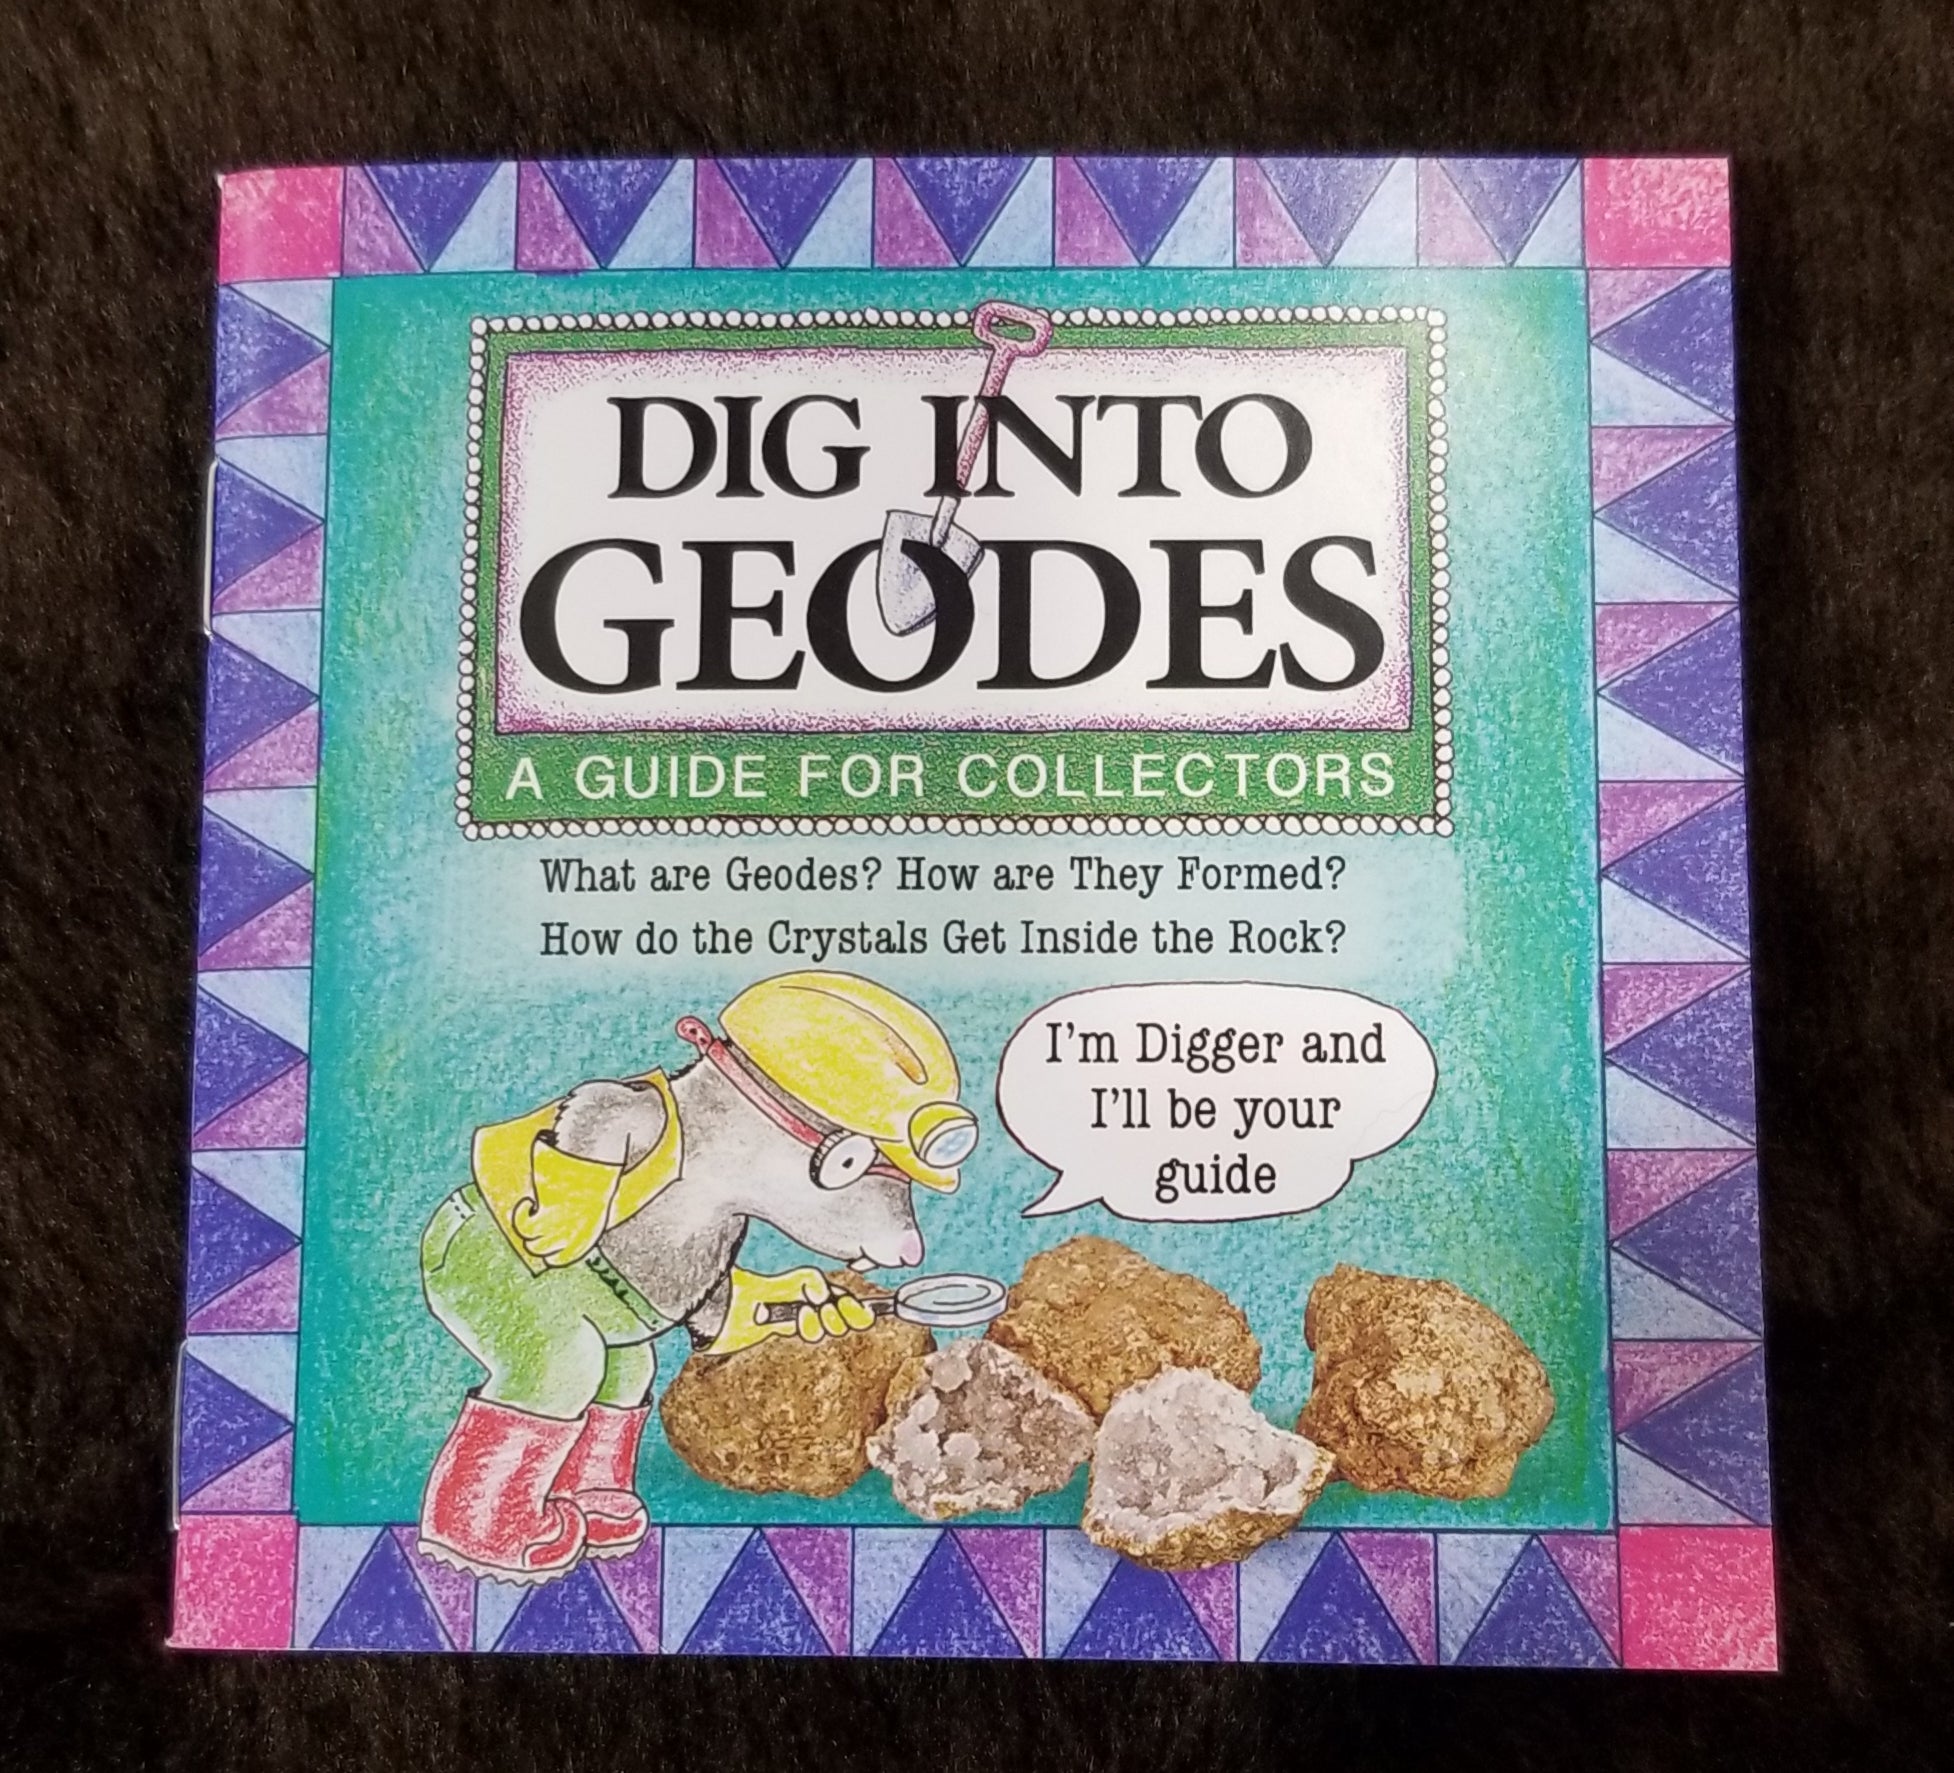 DIG INTO
GEODES
A GUIDE FOR COLLECTORS
What are Geodes? How are They Formed?
How do the Crystals Get Inside the Rock?
I'm Digger and
I'll be your
guide